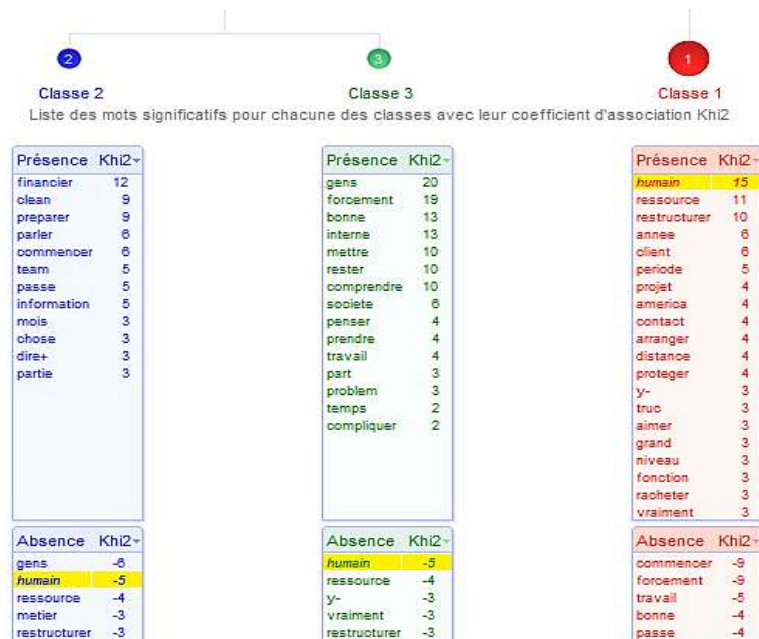 2 3 1
Classe 2 Classe 3 Classe 1
Liste des mots significatifs pour chacune des classes avec leur coefficient d'association Khi2
Présence Khi2
financier 12
clean 9
preparer 9
parler 6
commencer 6
team 5
passe 5
information 5
mois 3
chose 3
dire+ 3
partie 3
Absence Khi2
gens -6
humain -5
ressource -4
metier -3
restructurer -3
Présence Khi2
gens 20
forcement 19
bonne 13
interne 13
mettre 10
rester 10
comprendre 10
societe 6
penser 4
prendre 4
travail 4
part 3
problem 3
temps 2
compliquer 2
Absence Khi2
humain -5
ressource -4
y- -3
vraiment -3
restructurer -3
Présence Khi2
humain 15
ressource 11
restructurer 10
annee 6
client 6
periode 5
projet 4
america 4
contact 4
arranger 4
distance 4
proteger 4
y- 3
truc 3
aimer 3
grand 3
niveau 3
fonction 3
racheter 3
vraiment 3
Absence Khi2
commencer -9
forcement -9
travail -5
bonne -4
passe -4